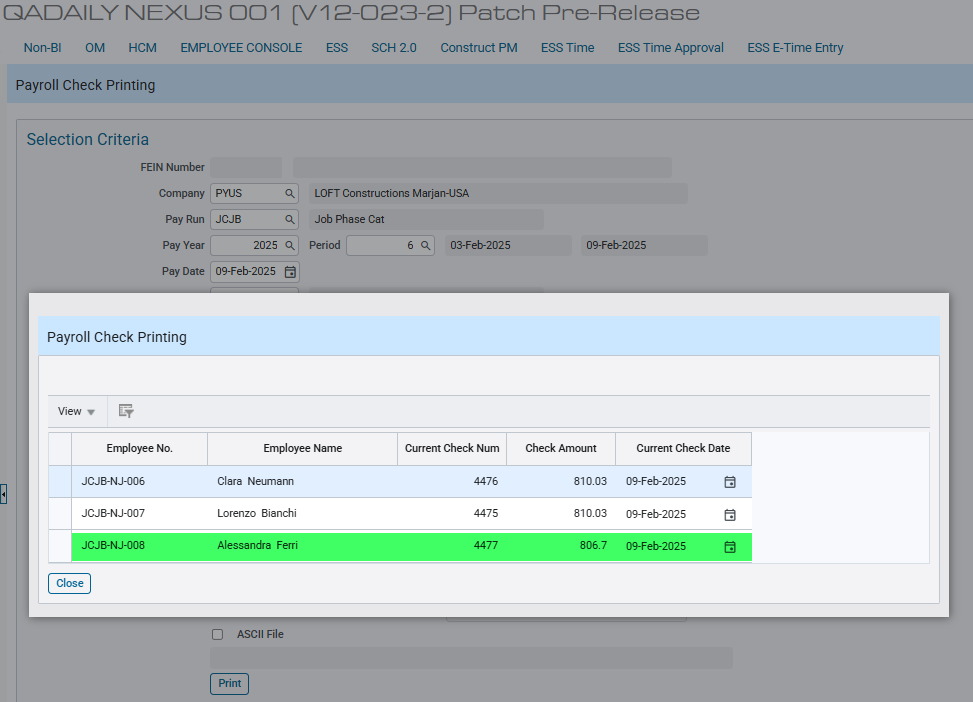 QADAILY NEXUS 001 (V12-023-2) Patch Pre-Release
Non-BI OM HCM EMPLOYEE CONSOLE ESS SCH 2.0 Construct PM ESS Time ESS Time Approval ESS E-Time Entry
Payroll Check Printing
Selection Criteria
FEIN Number
Company PYUS LOFT Constructions Marjan-USA
Pay Run JCJB Job Phase Cat
Pay Year 2025 Period 6 03-Feb-2025 09-Feb-2025
Pay Date 09-Feb-2025
Payroll Check Printing
View
Employee No. Employee Name Current Check Num Check Amount Current Check Date
JCJB-NJ-006 Clara Neumann 4476 810.03 09-Feb-2025
JCJB-NJ-007 Lorenzo Bianchi 4475 810.03 09-Feb-2025
JCJB-NJ-008 Alessandra Ferri 4477 806.7 09-Feb-2025
Close
ASCII File
Print